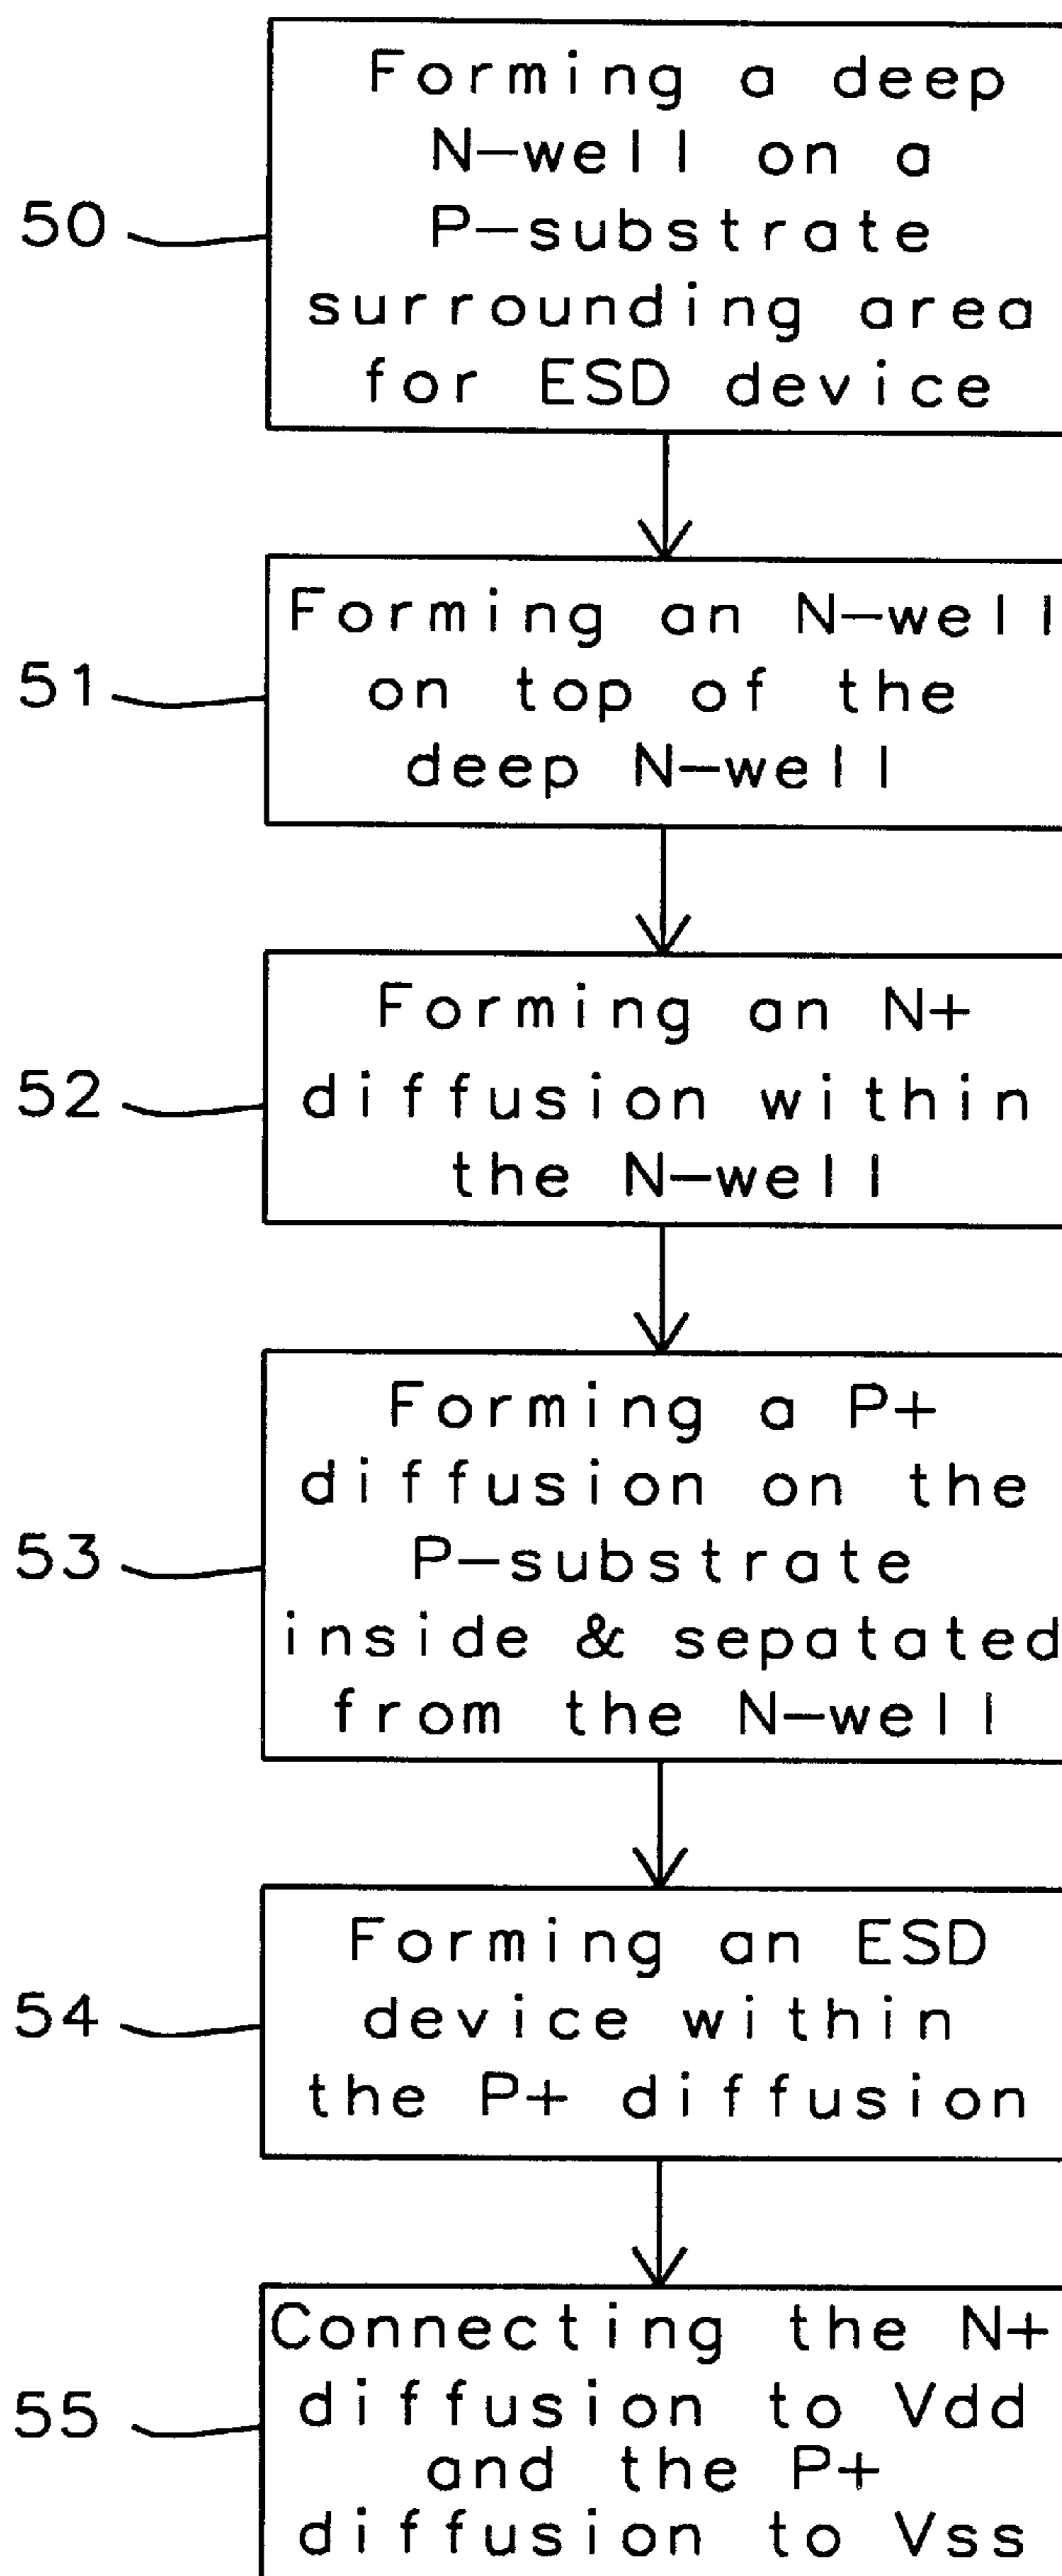 Forming a deep
N-well on a
50
P-substrate
surrounding area
for ESD device
Forming an N-well
51
on top of the
deep N-well
Forming an N+
52
diffusion within
the N-well
Forming a P+
diffusion on the
53
P-substrate
inside & sepatated
from the N-well
Forming an ESD
54
device within
the P+ diffusion
Connecting the N+
55
diffusion to Vdd
and the P+
diffusion to Vss